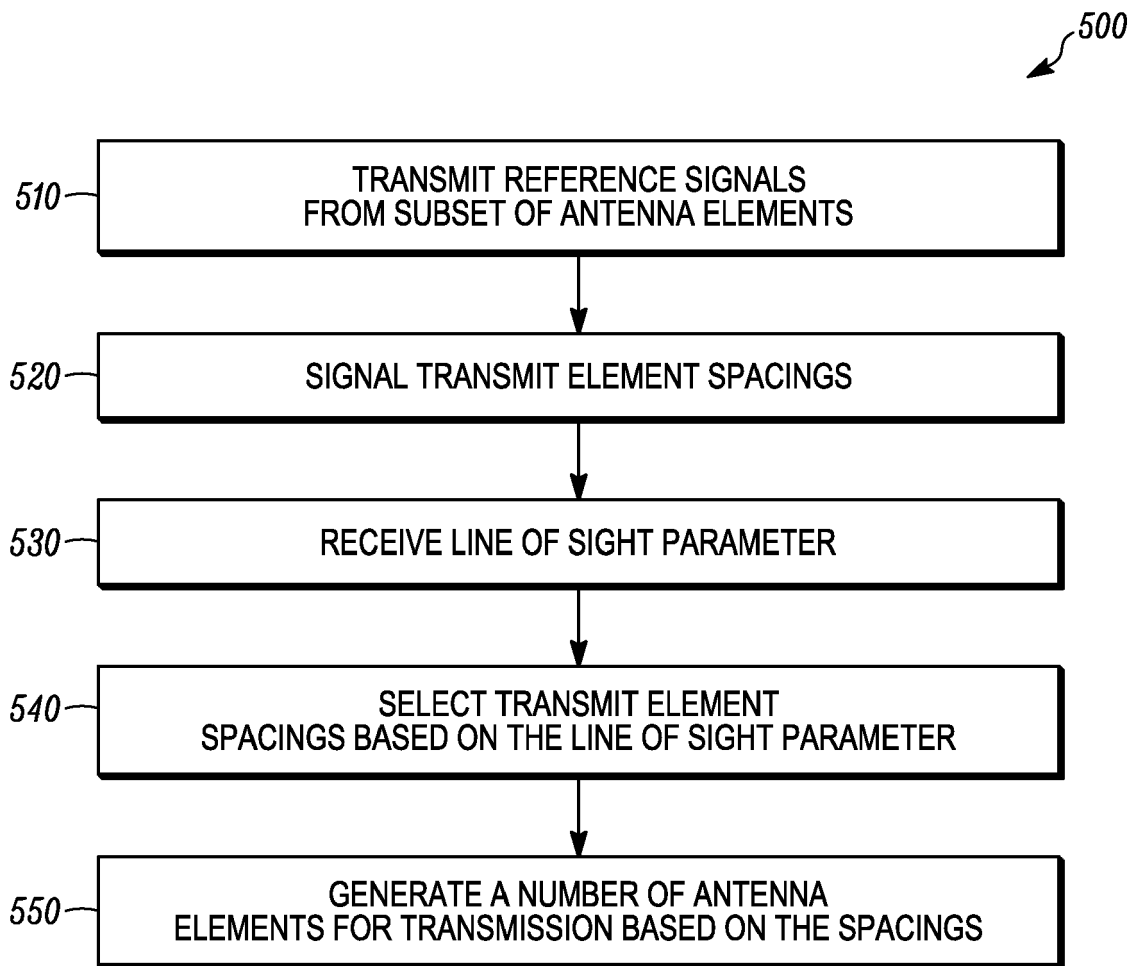 500
510
TRANSMIT REFERENCE SIGNALS
FROM SUBSET OF ANTENNA ELEMENTS
520
SIGNAL TRANSMIT ELEMENT SPACINGS
530
RECEIVE LINE OF SIGHT PARAMETER
540
SELECT TRANSMIT ELEMENT
SPACINGS BASED ON THE LINE OF SIGHT PARAMETER
550
GENERATE A NUMBER OF ANTENNA
ELEMENTS FOR TRANSMISSION BASED ON THE SPACINGS